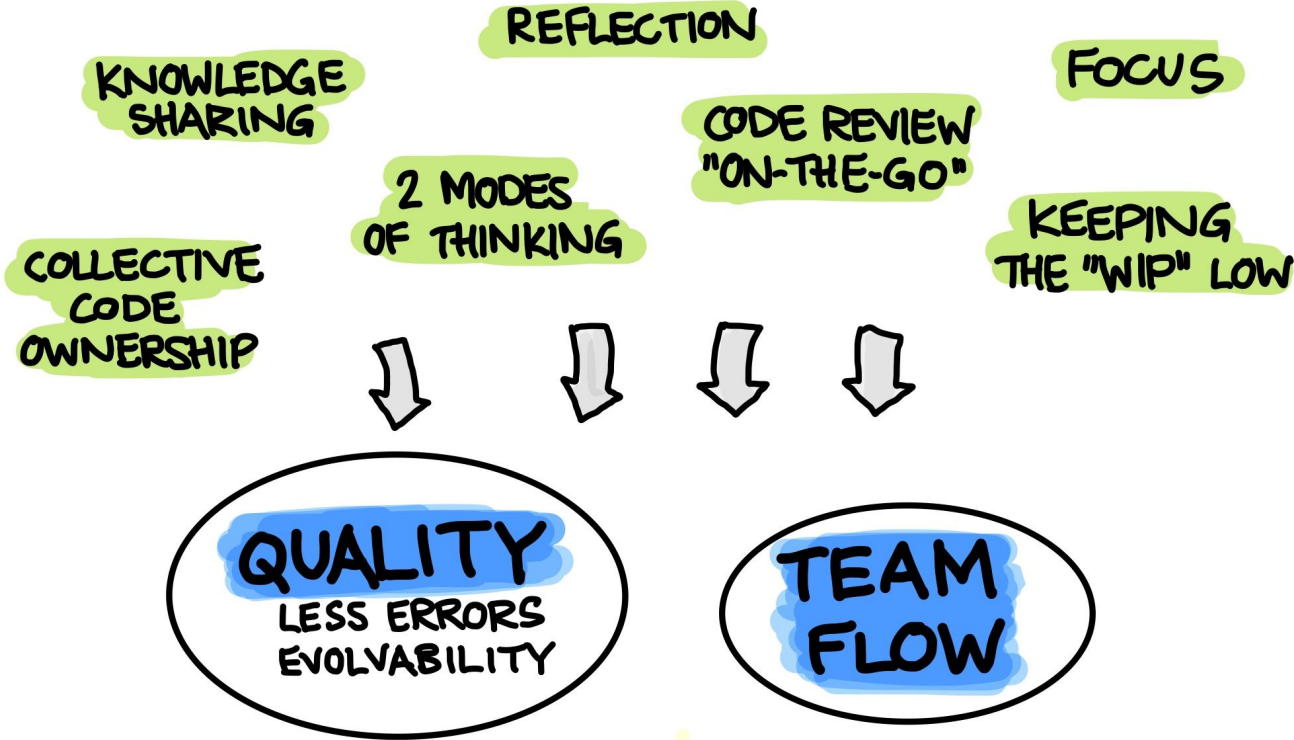 REFLECTION
KNOWLEDGE
SHARING
FOCUS
CODE REVIEW
"ON-THE-GO"
2 MODES
OF THINKING
KEEPING
THE "WIP" LOW
COLLECTIVE
CODE
OWNERSHIP
QUALITY
LESS ERRORS
EVOLVABILITY
TEAM
FLOW